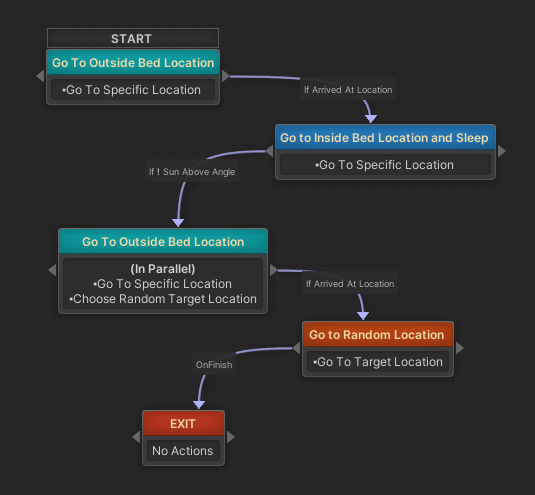 START
Go To Outside Bed Location
•Go To Specific Location
If Arrived At Location
Go to Inside Bed Location and Sleep
•Go To Specific Location
If ! Sun Above Angle
Go To Outside Bed Location
(In Parallel)
•Go To Specific Location
•Choose Random Target Location
If Arrived At Location
Go to Random Location
•Go To Target Location
OnFinish
EXIT
No Actions